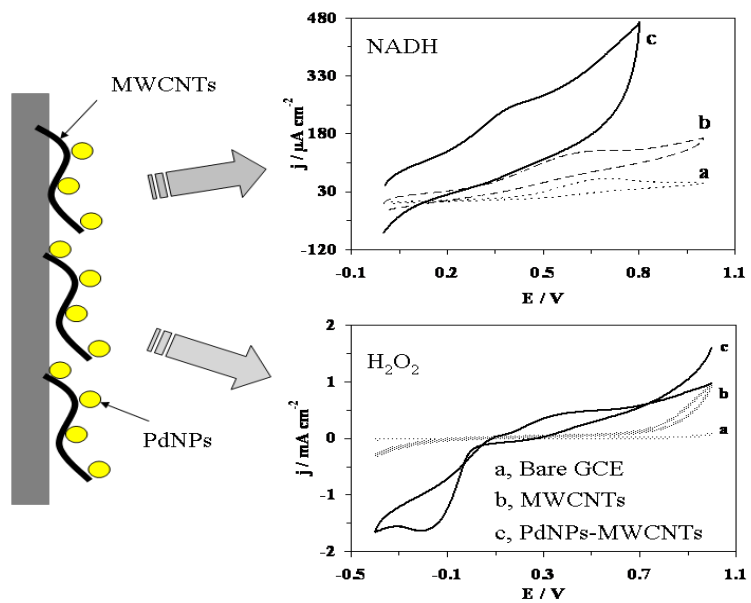 MWCNTs
PdNPs
480
330
180
30
-120
j / µA cm⁻²
NADH
c
b
a
-0.1 0.2 0.5 0.8 1.1
E / V
2
1
0
-1
-2
j / mA cm⁻²
H₂O₂
c
b
a
a, Bare GCE
b, MWCNTs
c, PdNPs-MWCNTs
-0.5 -0.1 0.3 0.7 1.1
E / V